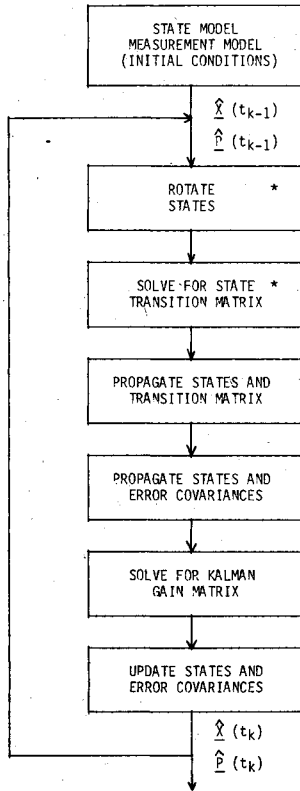 STATE MODEL
MEASUREMENT MODEL
(INITIAL CONDITIONS)
X̂ (tk-1)
P̂ (tk-1)
ROTATE *
STATES
SOLVE FOR STATE *
TRANSITION MATRIX
PROPAGATE STATES AND
TRANSITION MATRIX
PROPAGATE STATES AND
ERROR COVARIANCES
SOLVE FOR KALMAN
GAIN MATRIX
UPDATE STATES AND
ERROR COVARIANCES
X̂ (tk)
P̂ (tk)